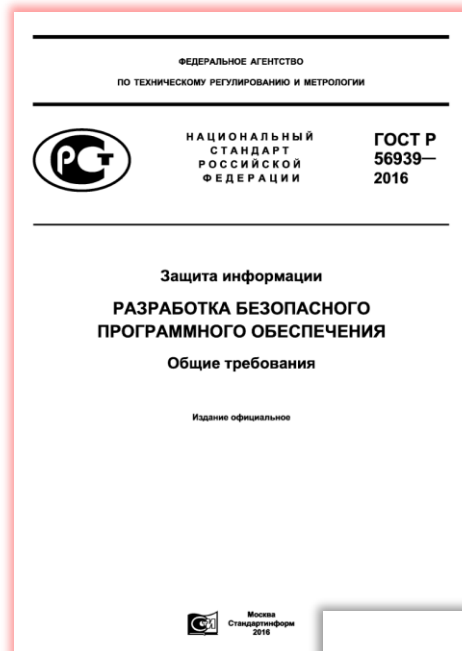 ФЕДЕРАЛЬНОЕ АГЕНТСТВО
ПО ТЕХНИЧЕСКОМУ РЕГУЛИРОВАНИЮ И МЕТРОЛОГИИ
РСТ
НАЦИОНАЛЬНЫЙ
СТАНДАРТ
РОССИЙСКОЙ
ФЕДЕРАЦИИ
ГОСТ Р
56939—
2016
Защита информации
РАЗРАБОТКА БЕЗОПАСНОГО
ПРОГРАММНОГО ОБЕСПЕЧЕНИЯ
Общие требования
Издание официальное
Москва
Стандартинформ
2016